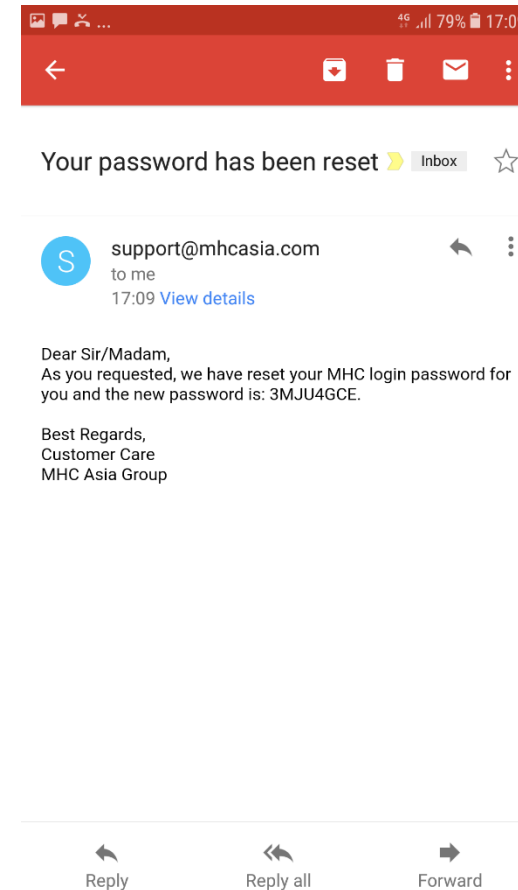 ... 4G 79% 17:0
Your password has been reset Inbox
S
support@mhcasia.com
to me
17:09 View details
Dear Sir/Madam,
As you requested, we have reset your MHC login password for
you and the new password is: 3MJU4GCE.
Best Regards,
Customer Care
MHC Asia Group
Reply Reply all Forward